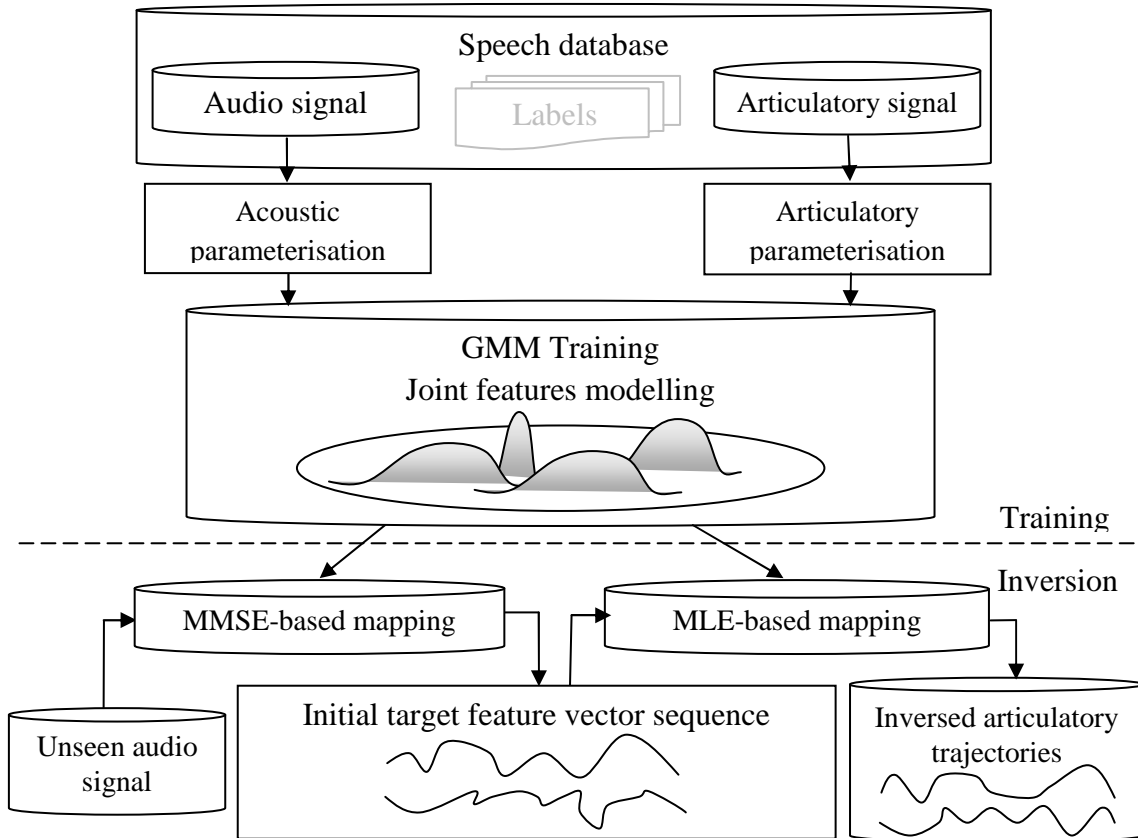 Speech database
Audio signal
Labels
Articulatory signal
Acoustic
parameterisation
Articulatory
parameterisation
GMM Training
Joint features modelling
Training
Inversion
MMSE-based mapping
MLE-based mapping
Unseen audio
signal
Initial target feature vector sequence
Inversed articulatory
trajectories